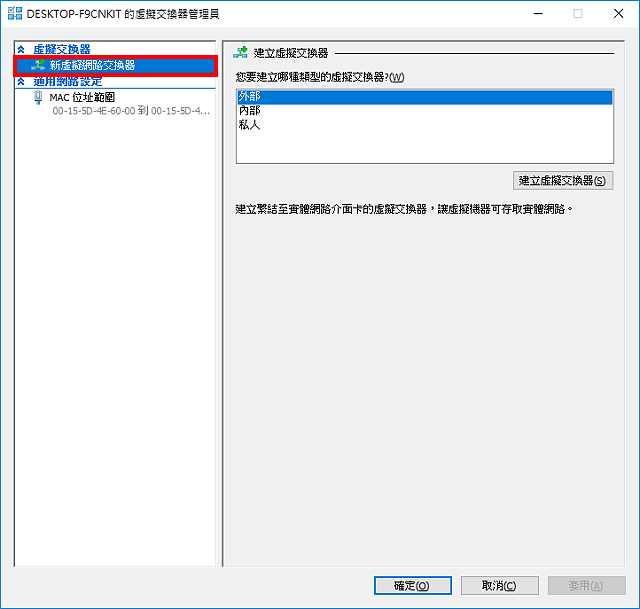 DESKTOP-F9CNKIT 的虛擬交換器管理員
虛擬交換器
新虛擬網路交換器
通用網路設定
MAC 位址範圍
00-15-5D-4E-60-00 到 00-15-5D-4...
建立虛擬交換器
您要建立哪種類型的虛擬交換器?(W)
外部
內部
私人
建立虛擬交換器(S)
建立繫結至實體網路介面卡的虛擬交換器，讓虛擬機器可存取實體網路。
確定(O)
取消(C)
套用(A)